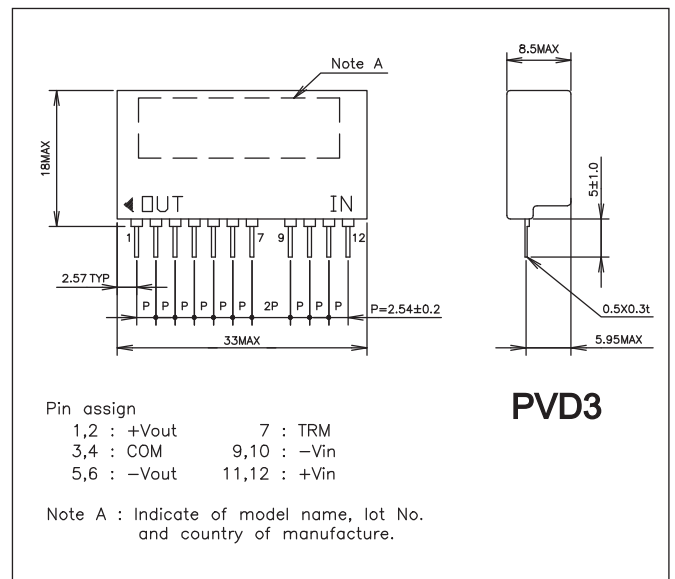 Note A
8.5MAX
18MAX
5±1.0
◀ OUT IN
1 7 9 12
2.57 TYP
0.5X0.3t
P P P P P P 2P P P P P=2.54±0.2
5.95MAX
33MAX
PVD3
Pin assign
1,2 : +Vout 7 : TRM
3,4 : COM 9,10 : −Vin
5,6 : −Vout 11,12 : +Vin
Note A : Indicate of model name, lot No.
and country of manufacture.